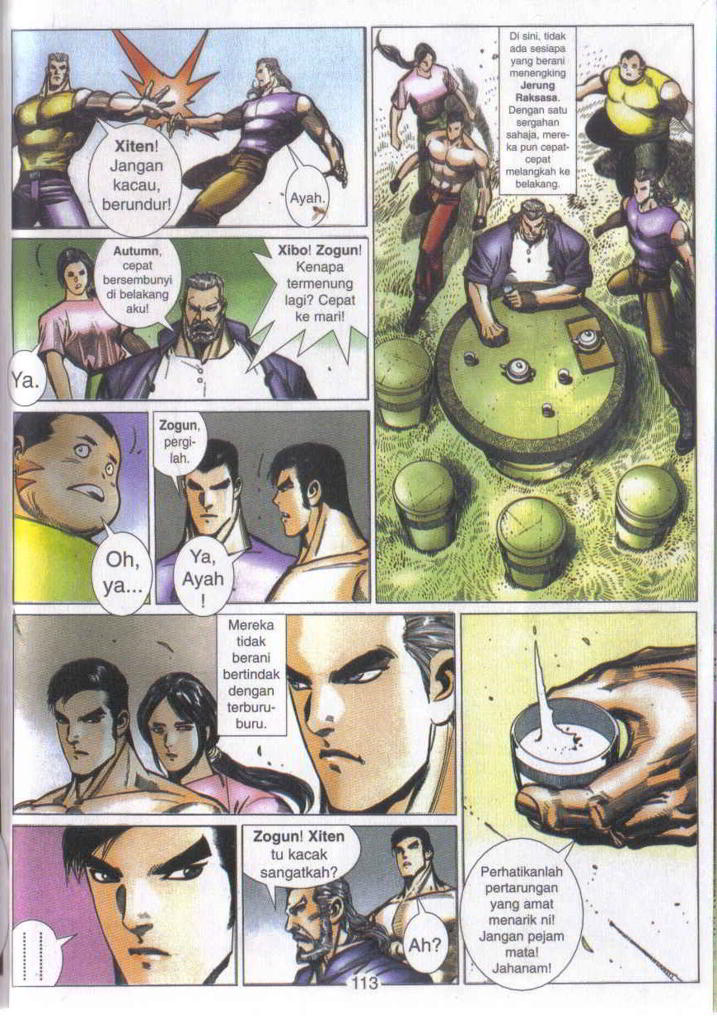 Xiten!
Jangan
kacau,
berundur!
Ayah.
Di sini, tidak
ada sesiapa
yang berani
menengking
Jerung
Raksasa.
Dengan satu
sergahan
sahaja, mere-
ka pun cepat-
cepat
melangkah ke
belakang.
Autumn,
cepat
bersembunyi
di belakang
aku!
Xibo! Zogun!
Kenapa
termenung
lagi? Cepat
ke mari!
Ya.
Oh,
ya...
Zogun,
pergi-
lah.
Ya,
Ayah
!
Mereka
tidak
berani
bertindak
dengan
terburu-
buru.
Perhatikanlah
pertarungan
yang amat
menarik ni!
Jangan pejam
mata!
Jahanam!
Zogun! Xiten
tu kacak
sangatkah?
Ah?
113